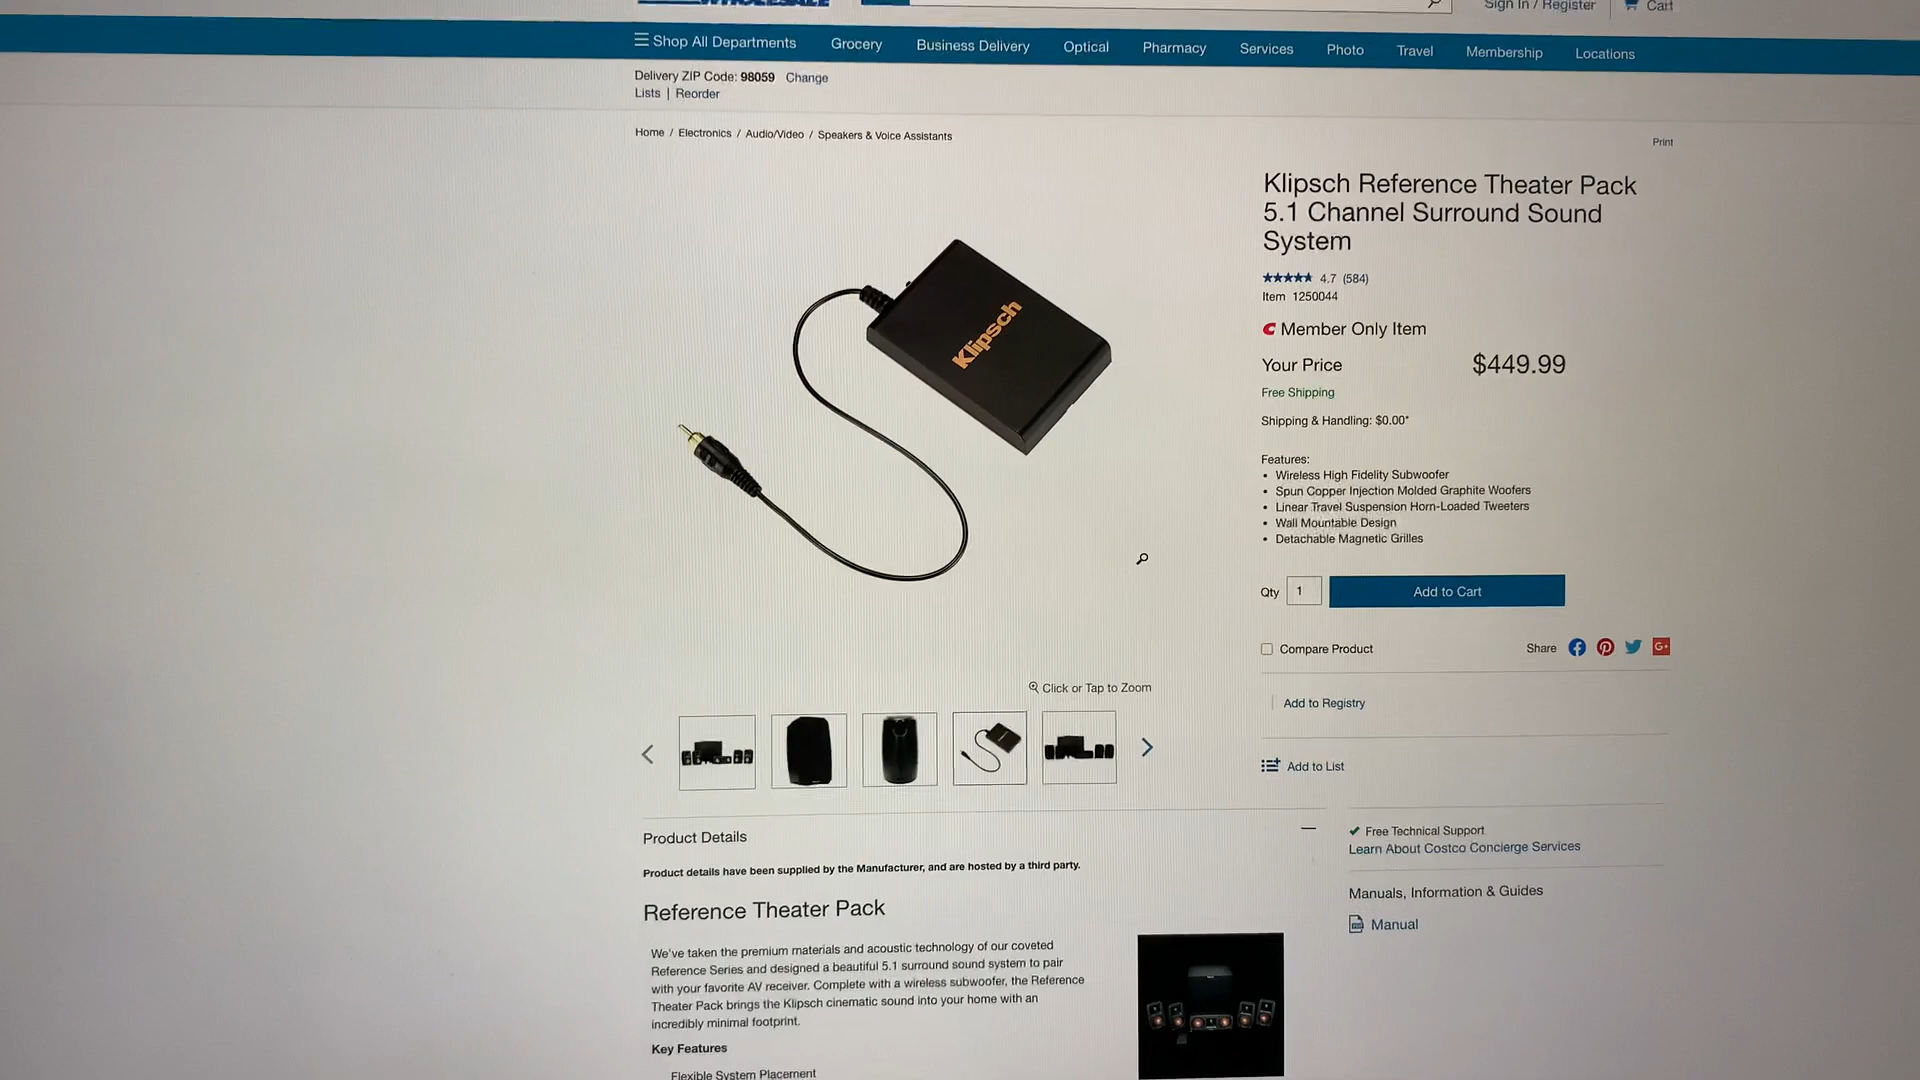 WHOLESALE
Sign In / Register
Cart
Shop All Departments
Grocery
Business Delivery
Optical
Pharmacy
Services
Photo
Travel
Membership
Locations
Delivery ZIP Code: 98059 Change
Lists | Reorder
Home / Electronics / Audio/Video / Speakers & Voice Assistants
Print
Klipsch
Klipsch Reference Theater Pack
5.1 Channel Surround Sound
System
4.7 (584)
Item 1250044
Member Only Item
Your Price $449.99
Free Shipping
Shipping & Handling: $0.00*
Features:
• Wireless High Fidelity Subwoofer
• Spun Copper Injection Molded Graphite Woofers
• Linear Travel Suspension Horn-Loaded Tweeters
• Wall Mountable Design
• Detachable Magnetic Grilles
Qty 1 Add to Cart
Compare Product
Share
G+
Click or Tap to Zoom
Add to Registry
Add to List
Product Details
Product details have been supplied by the Manufacturer, and are hosted by a third party.
Reference Theater Pack
We've taken the premium materials and acoustic technology of our coveted
Reference Series and designed a beautiful 5.1 surround sound system to pair
with your favorite AV receiver. Complete with a wireless subwoofer, the Reference
Theater Pack brings the Klipsch cinematic sound into your home with an
incredibly minimal footprint.
Key Features
Flexible System Placement
Free Technical Support
Learn About Costco Concierge Services
Manuals, Information & Guides
Manual